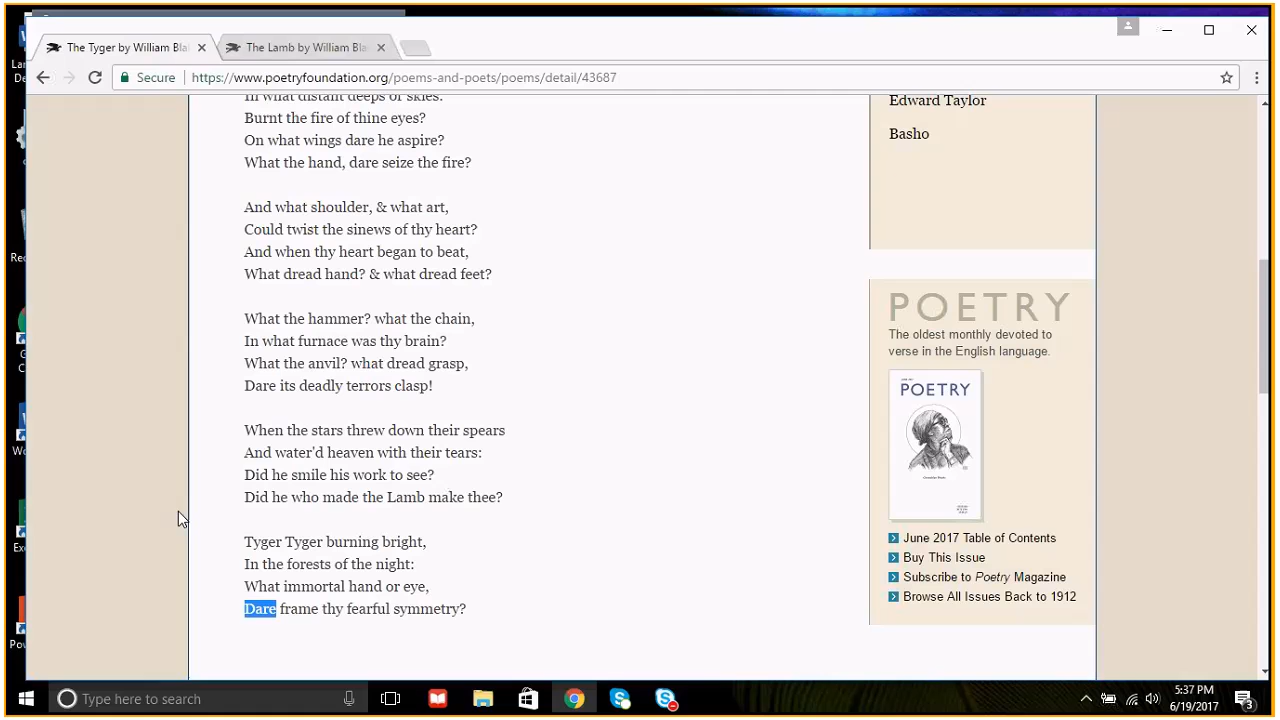 The Tyger by William Bla
The Lamb by William Bla
Secure
https://www.poetryfoundation.org/poems-and-poets/poems/detail/43687
In what distant deeps or skies.
Burnt the fire of thine eyes?
On what wings dare he aspire?
What the hand, dare seize the fire?
And what shoulder, & what art,
Could twist the sinews of thy heart?
And when thy heart began to beat,
What dread hand? & what dread feet?
What the hammer? what the chain,
In what furnace was thy brain?
What the anvil? what dread grasp,
Dare its deadly terrors clasp!
When the stars threw down their spears
And water'd heaven with their tears:
Did he smile his work to see?
Did he who made the Lamb make thee?
Tyger Tyger burning bright,
In the forests of the night:
What immortal hand or eye,
Dare frame thy fearful symmetry?
Edward Taylor
Basho
POETRY
The oldest monthly devoted to
verse in the English language.
POETRY
June 2017 Table of Contents
Buy This Issue
Subscribe to Poetry Magazine
Browse All Issues Back to 1912
Type here to search
5:37 PM
6/19/2017
3